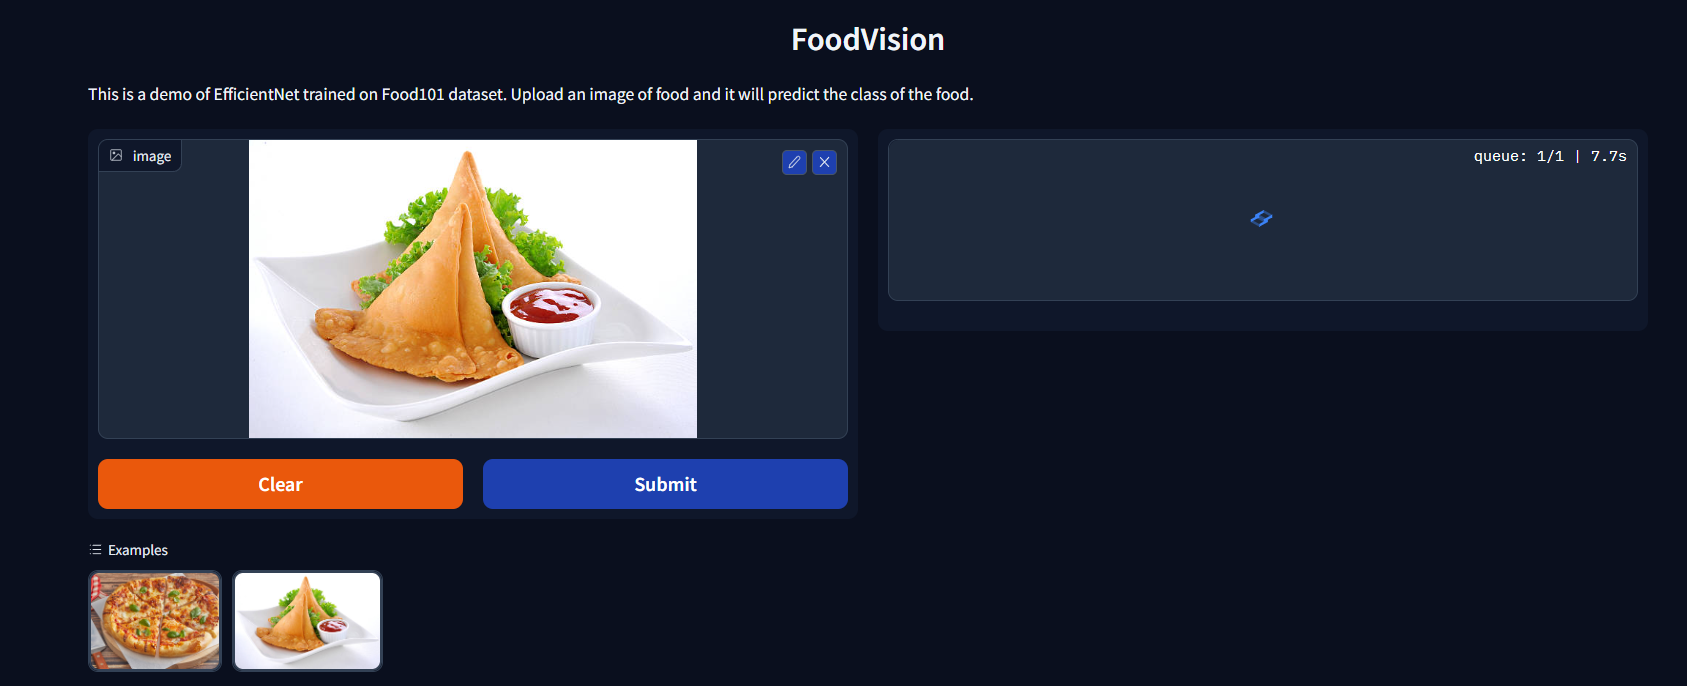 FoodVision
This is a demo of EfficientNet trained on Food101 dataset. Upload an image of food and it will predict the class of the food.
image
queue: 1/1 | 7.7s
Clear
Submit
Examples